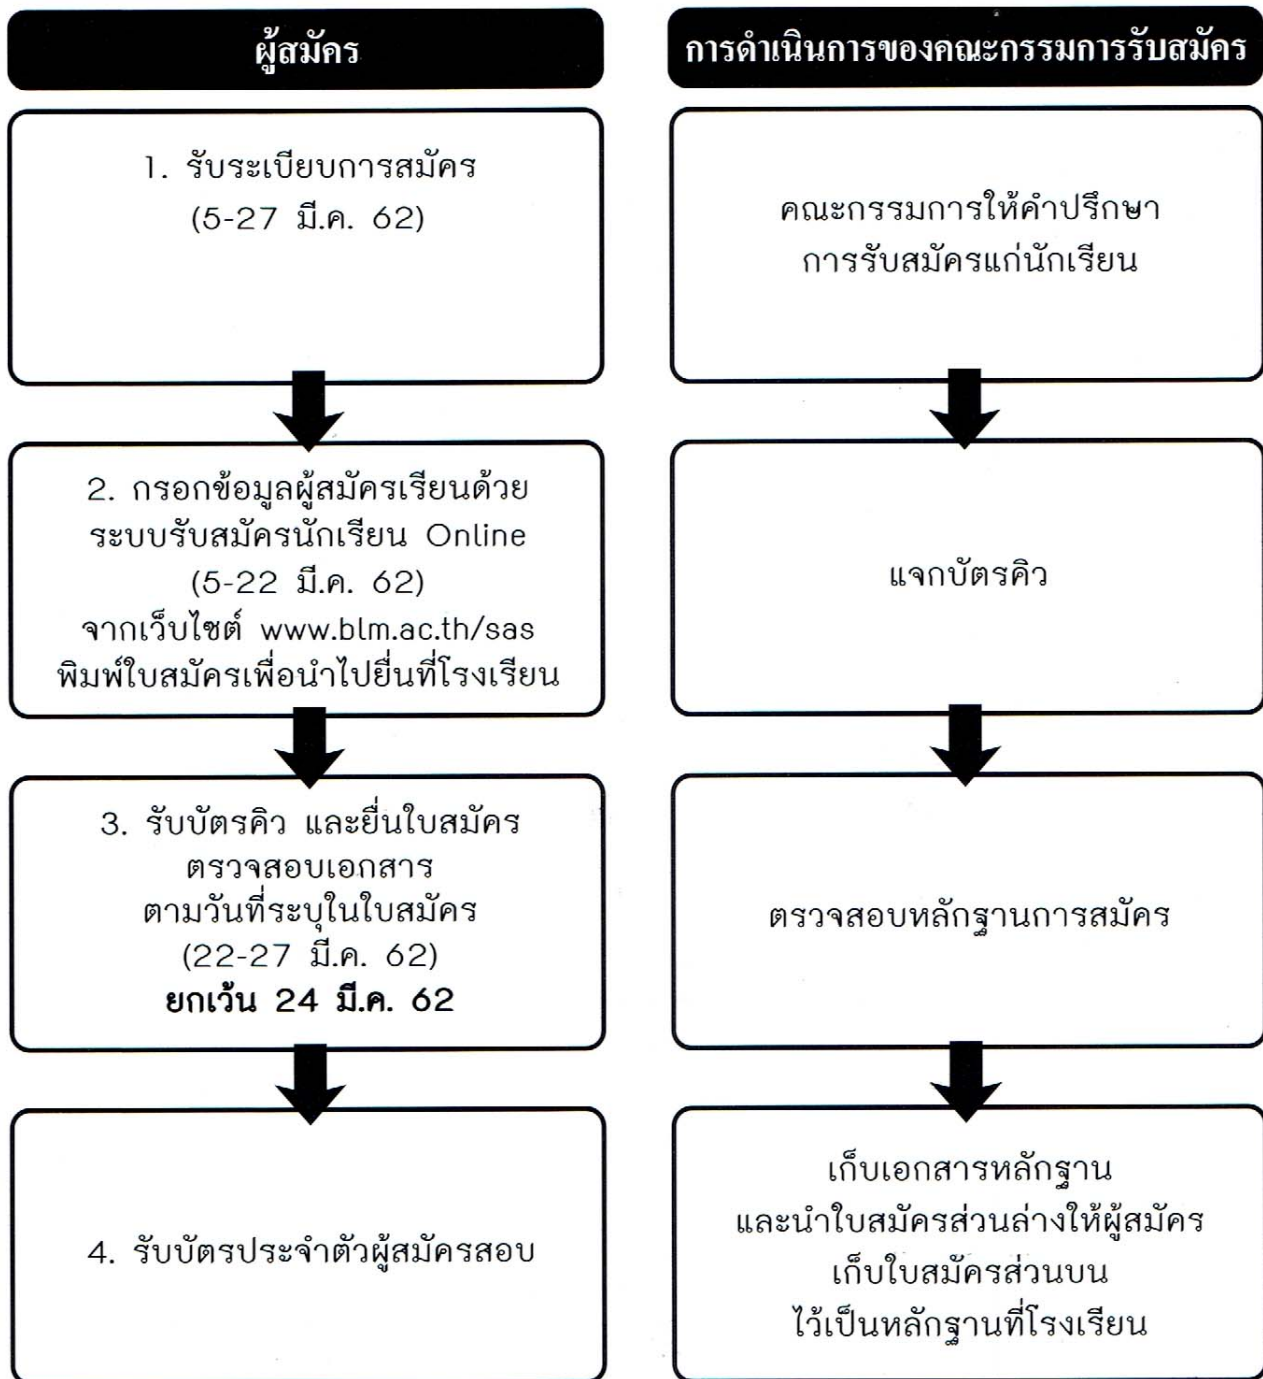 ผู้สมัคร
1. รับระเบียบการสมัคร
(5-27 มี.ค. 62)
2. กรอกข้อมูลผู้สมัครเรียนด้วย
ระบบรับสมัครนักเรียน Online
(5-22 มี.ค. 62)
จากเว็บไซต์ www.blm.ac.th/sas
พิมพ์ใบสมัครเพื่อนำไปยื่นที่โรงเรียน
3. รับบัตรคิว และยื่นใบสมัคร
ตรวจสอบเอกสาร
ตามวันที่ระบุในใบสมัคร
(22-27 มี.ค. 62)
ยกเว้น 24 มี.ค. 62
4. รับบัตรประจำตัวผู้สมัครสอบ
การดำเนินการของคณะกรรมการรับสมัคร
คณะกรรมการให้คำปรึกษา
การรับสมัครแก่นักเรียน
แจกบัตรคิว
ตรวจสอบหลักฐานการสมัคร
เก็บเอกสารหลักฐาน
และนำใบสมัครส่วนล่างให้ผู้สมัคร
เก็บใบสมัครส่วนบน
ไว้เป็นหลักฐานที่โรงเรียน